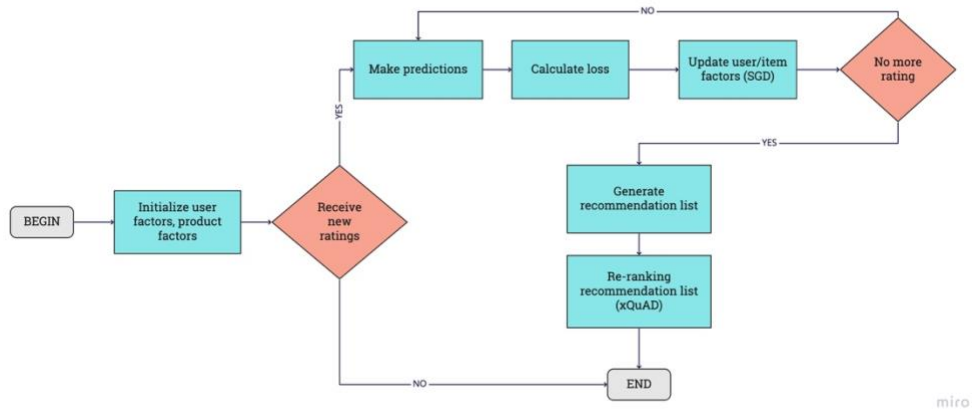 NO
Make predictions
Calculate loss
Update user/item
factors (SGD)
No more
rating
YES
YES
Generate
recommendation list
BEGIN
Initialize user
factors, product
factors
Receive
new
ratings
Re-ranking
recommendation list
(xQuAD)
NO
END
miro